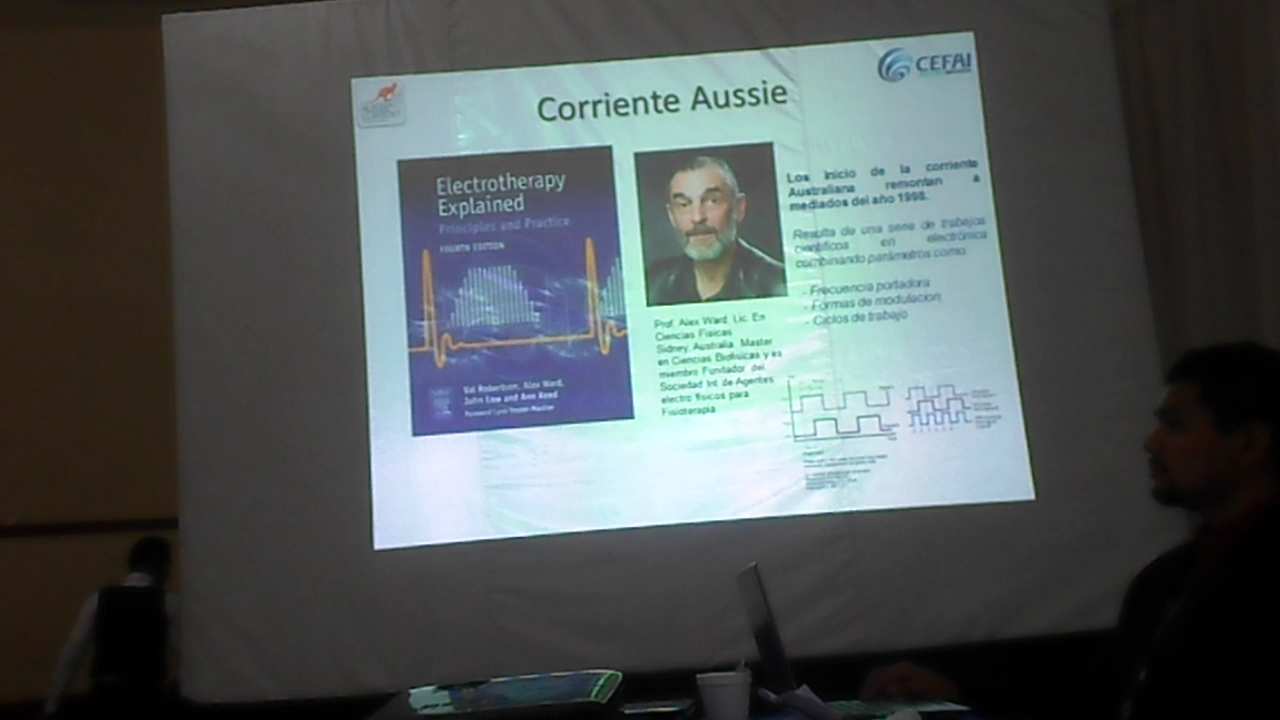 CEFAI
Corriente Aussie
Electrotherapy
Explained
Principles and Practice
FOURTH EDITION
Val Robertson, Alex Ward,
John Low and Ann Reed
Prof. Alex Ward, Lic. En
Ciencias Fisicas
Sidney, Australia. Master
en Ciencias Biofisicas y es
miembro Fundador del
Sociedad Int. de Agentes
electro fisicos para
Fisioterapia
Los inicio de la corriente
Australiana remontan a
mediados del año
Resulta de una serie de trabajos
cientificos en electrónica
combinando parámetros como:
- Frecuencia portadora
- Formas de modulacion,
- Ciclos de trabajo